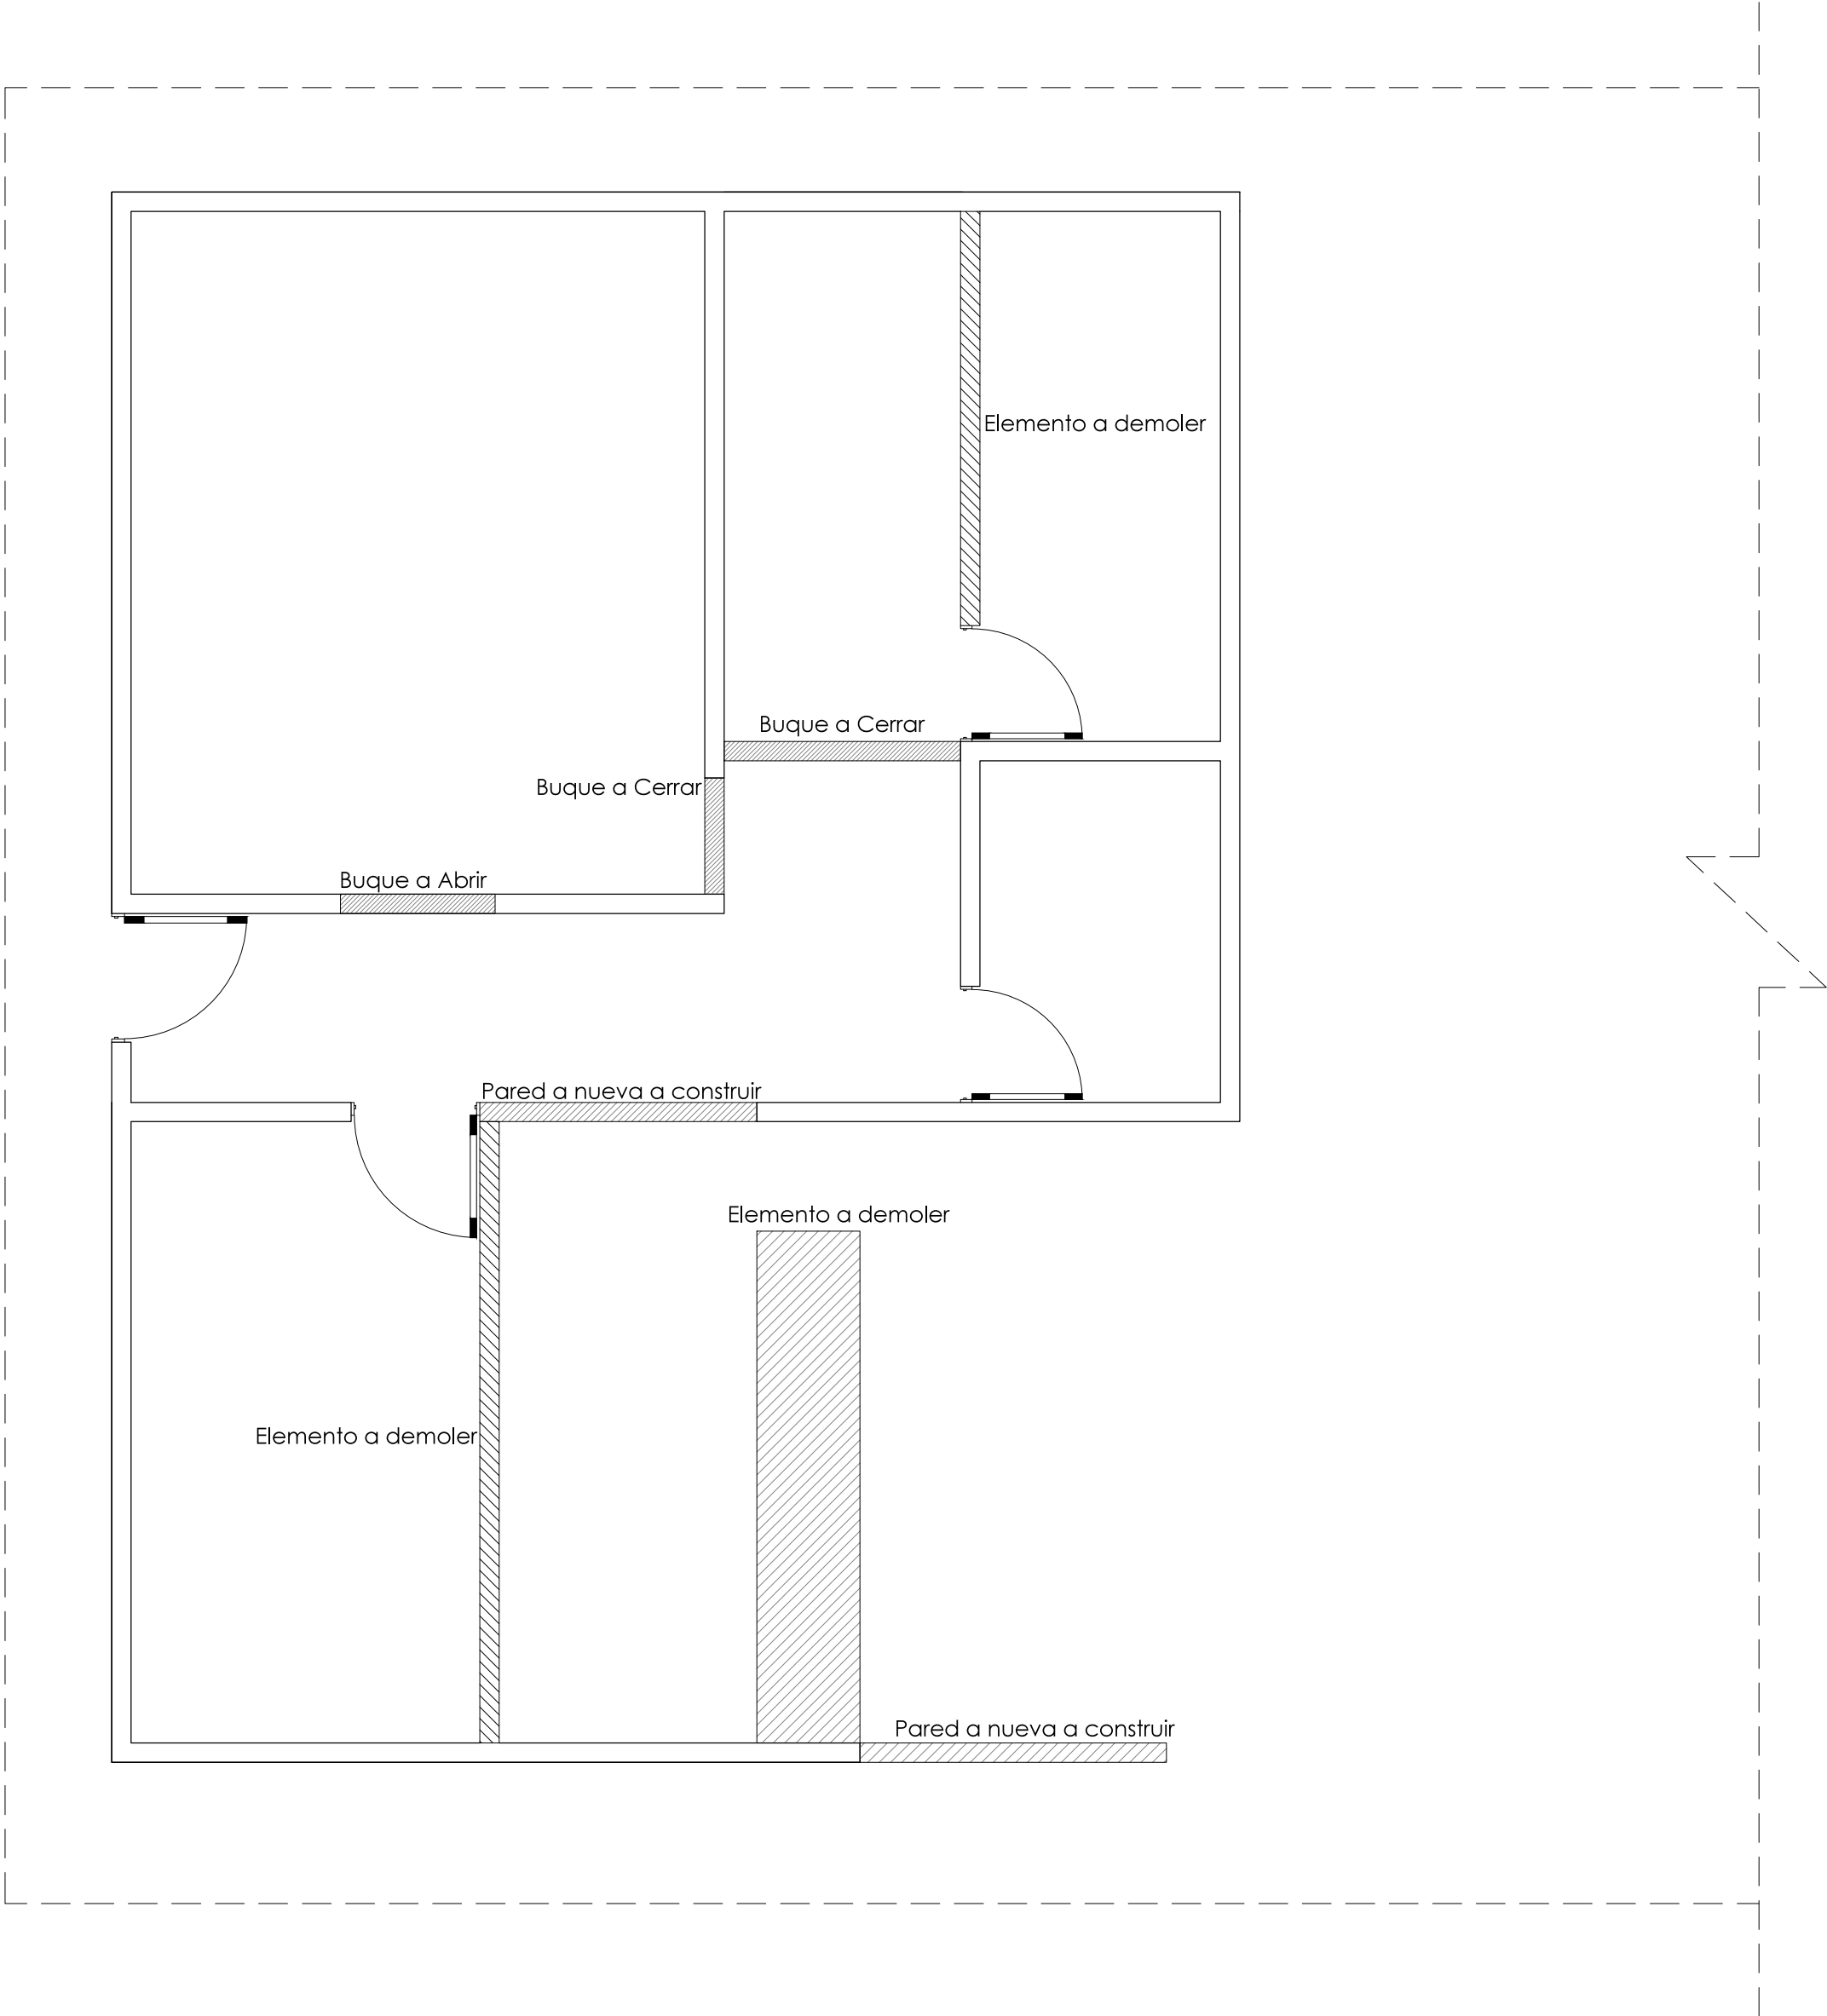 Elemento a demoler
Buque a Cerrar
Buque a Cerrar
Buque a Abrir
Pared a nueva a construir
Elemento a demoler
Elemento a demoler
Pared a nueva a construir